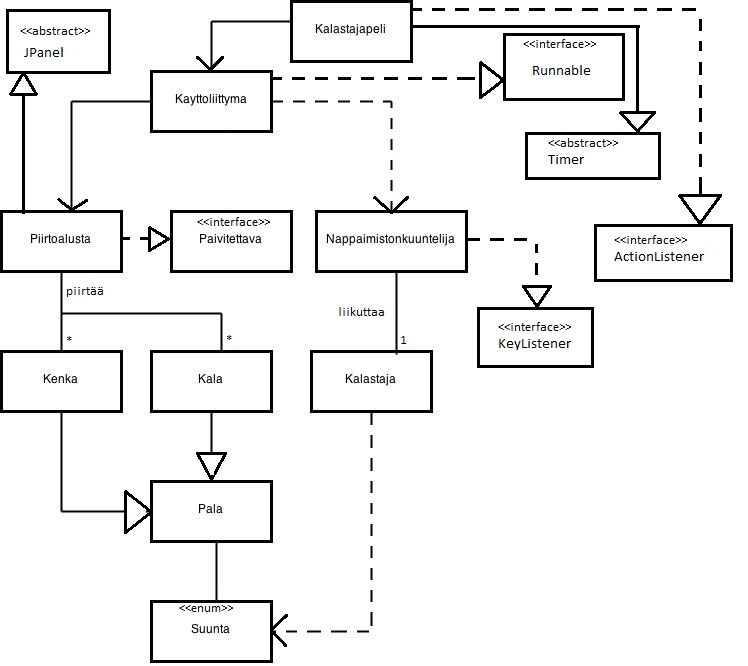 Kalastajapeli
<<abstract>>
JPanel
<<interface>>
Runnable
Kayttoliittyma
<<abstract>>
Timer
Piirtoalusta
<<interface>>
Paivitettava
Nappaimistonkuuntelija
<<interface>>
ActionListener
piirtää
liikuttaa
<<interface>>
KeyListener
*
*
1
Kenka
Kala
Kalastaja
Pala
<<enum>>
Suunta